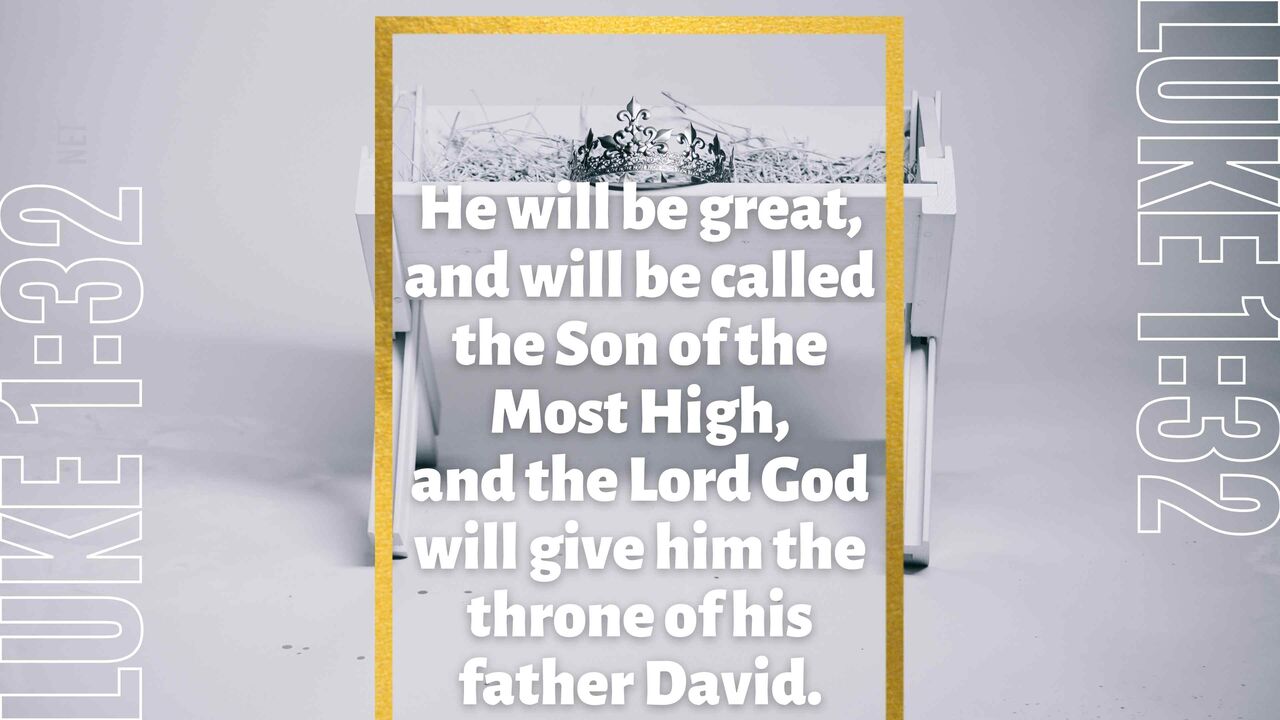 LUKE 1:32
NET
He will be great,
and will be called
the Son of the
Most High,
and the Lord God
will give him the
throne of his
father David.
LUKE 1:32